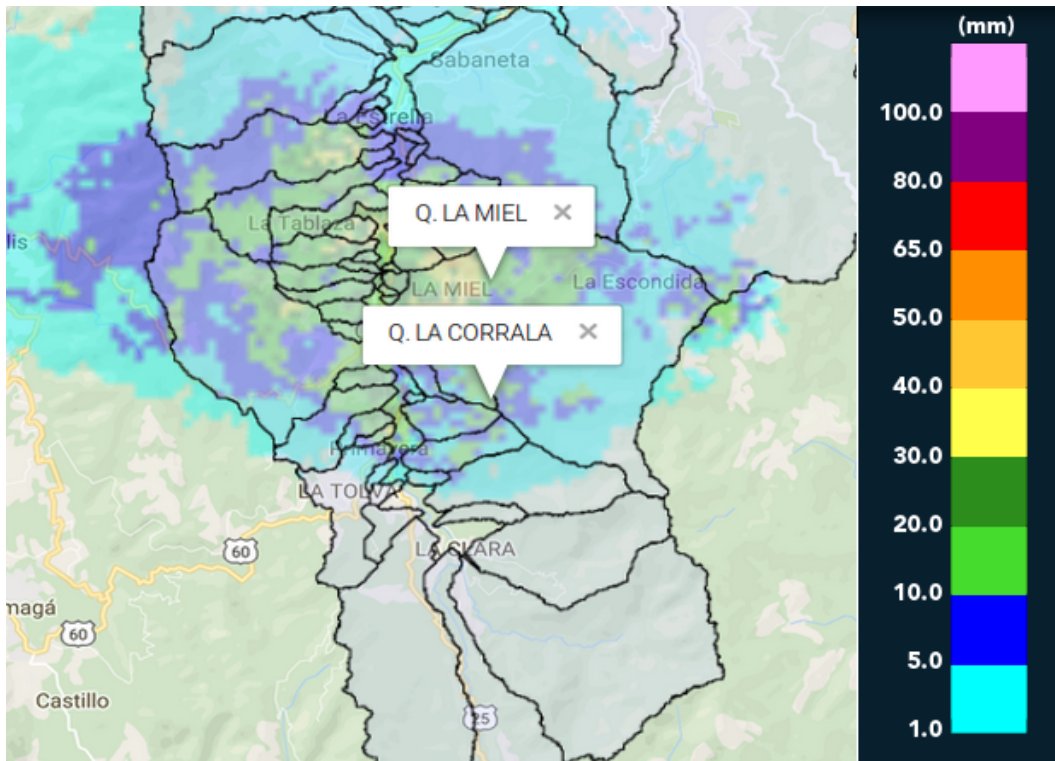 (mm)
Sabaneta
La Estrella
100.0
80.0
Q. LA MIEL ×
La Tablaza
lis
65.0
LA MIEL
La Escondida
50.0
Q. LA CORRALA ×
40.0
Primavera
30.0
LA TOLVA
20.0
60
LA CLARA
10.0
magá
60
5.0
Castillo
25
1.0